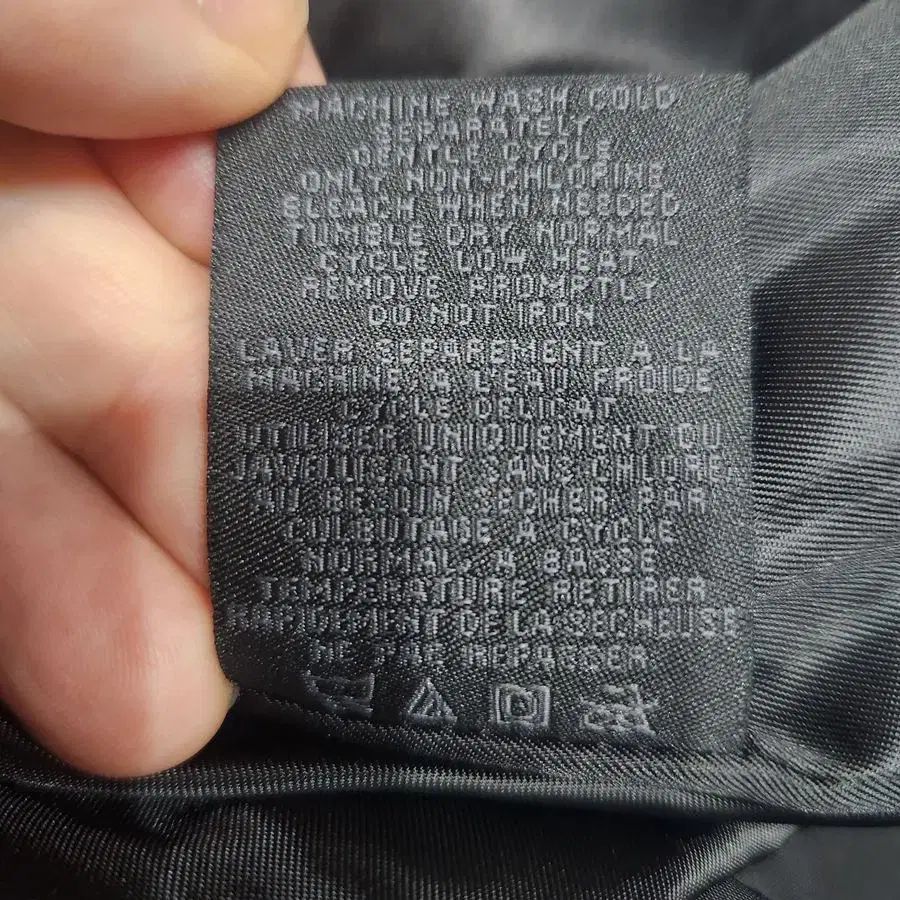 MACHINE WASH COLD
SEPARATELY
GENTLE CYCLE
ONLY NON-CHLORINE
BLEACH WHEN NEEDED
TUMBLE DRY NORMAL
CYCLE LOW HEAT
REMOVE PROMPTLY
DO NOT IRON
LAVER SEPAREMENT A LA
MACHINE A L'EAU FROIDE
CYCLE DELICAT
UTILIZER UNIQUEMENT DU
JAVELLISANT SANS CHLORE
AU BESOIN SECHER PAR
CULBUTAGE A CYCLE
NORMAL, A BASSE
TEMPERATURE RETIRER
RAPIDEMENT DE LA SECHEUSE
NE PAS REPASSER